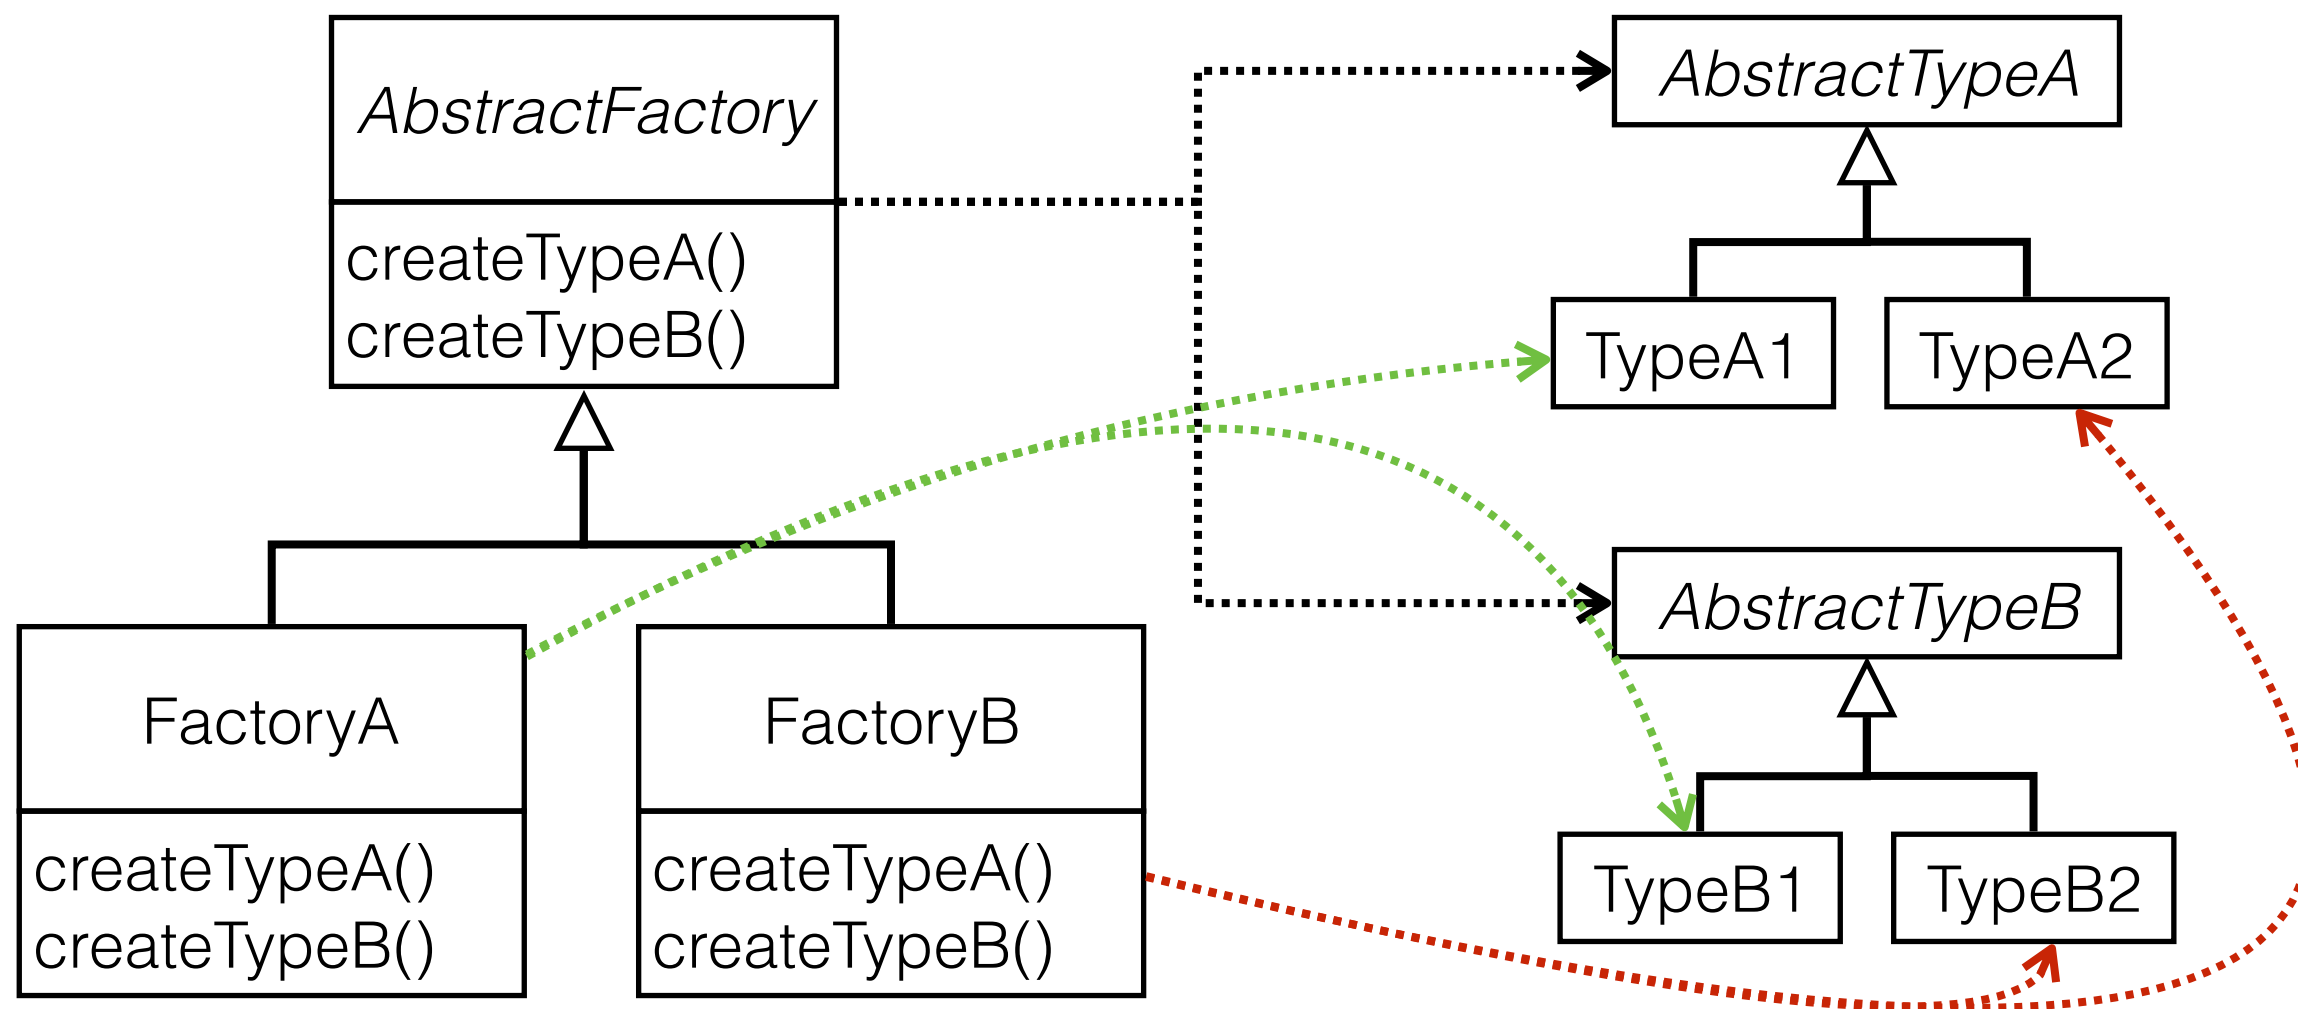 AbstractFactory
createTypeA()
createTypeB()
AbstractTypeA
TypeA1
TypeA2
AbstractTypeB
TypeB1
TypeB2
FactoryA
createTypeA()
createTypeB()
FactoryB
createTypeA()
createTypeB()